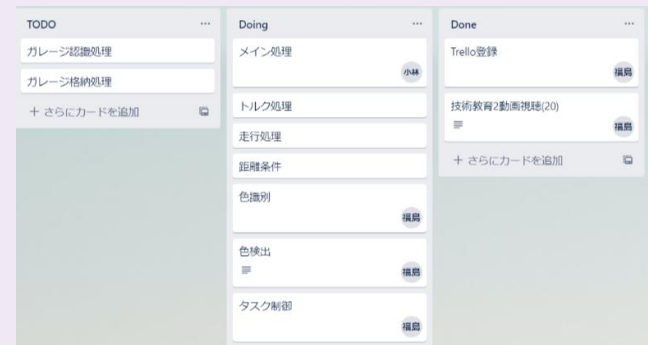 TODO
ガレージ認識処理
ガレージ格納処理
+ さらにカードを追加
Doing
メイン処理
小林
トルク処理
走行処理
距離条件
色識別
福島
色検出
福島
タスク制御
福島
Done
Trello登録
福島
技術教育2動画視聴(20)
福島
+ さらにカードを追加